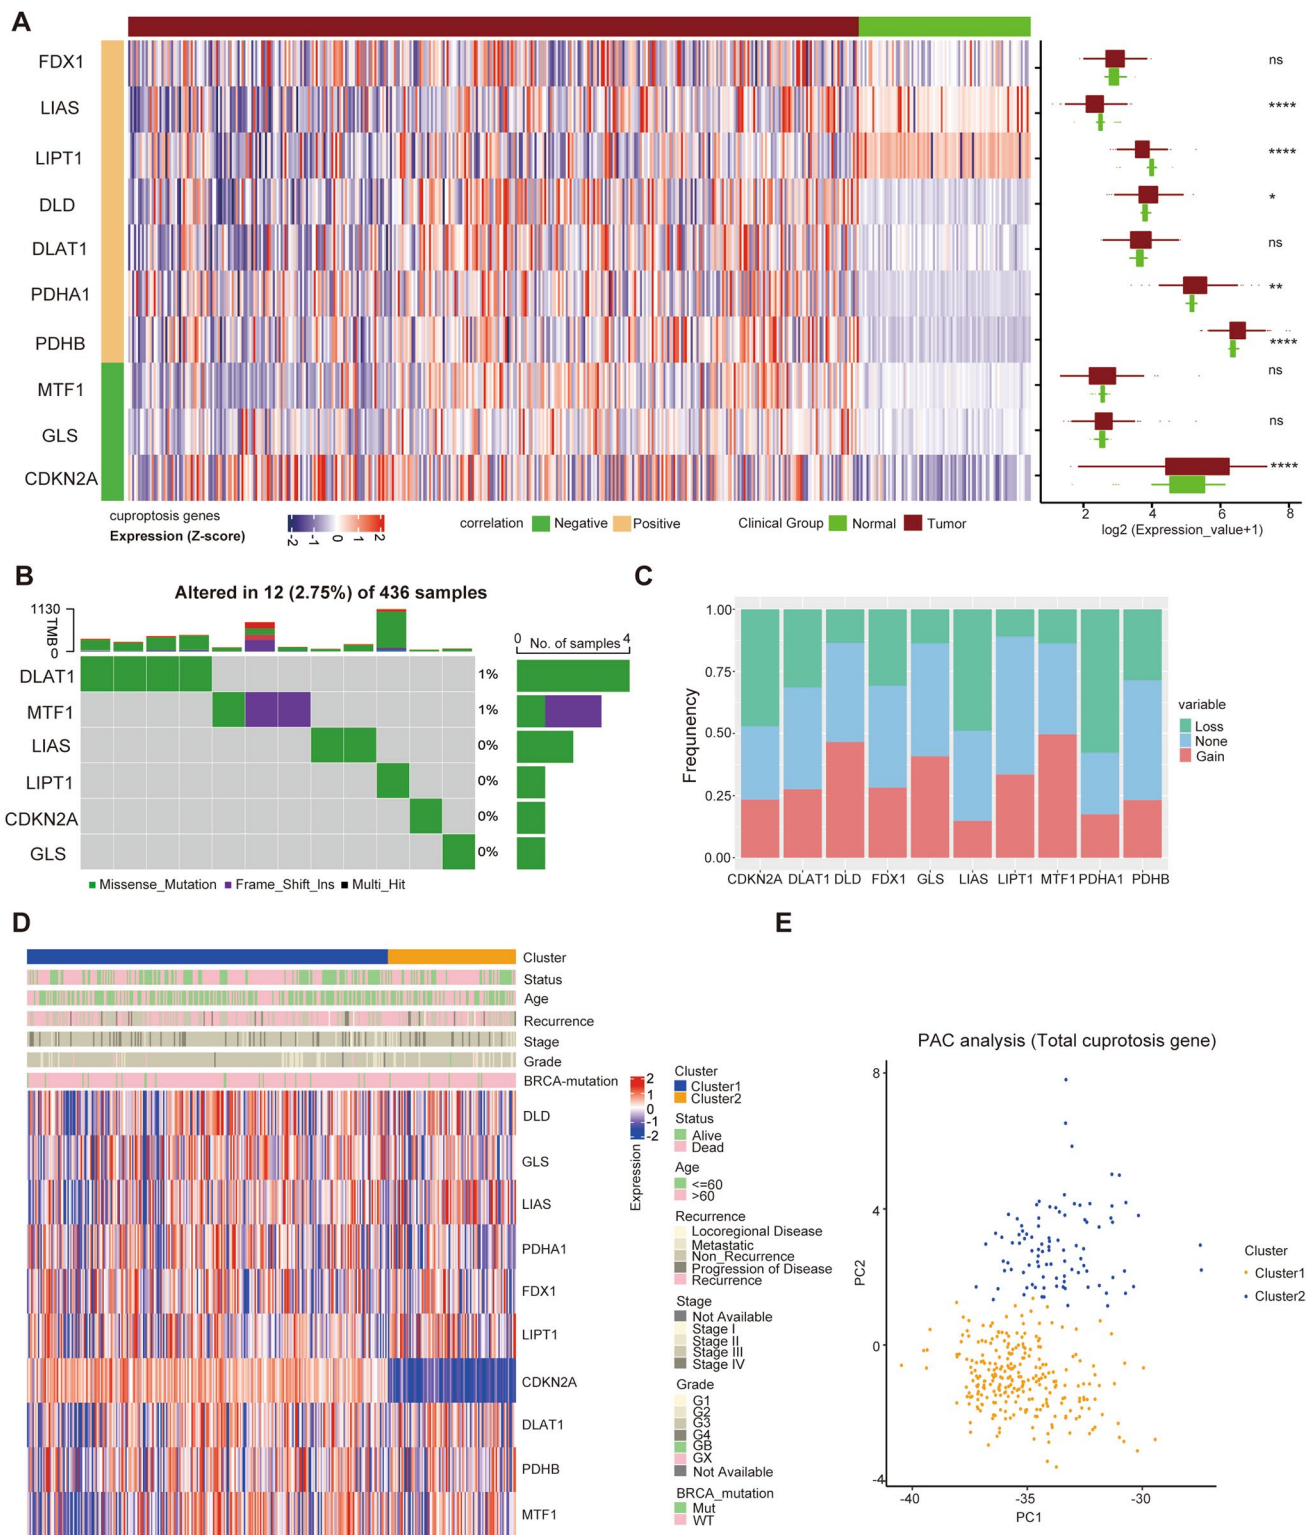 A
FDX1
LIAS
LIPT1
DLD
DLAT1
PDHA1
PDHB
MTF1
GLS
CDKN2A
ns
****
****
*
ns
**
****
ns
ns
****
2 4 6 8
log2 (Expression_value+1)
cuproptosis genes
Expression (Z-score)
-2 -1 0 1 2
correlation Negative Positive
Clinical Group Normal Tumor
B
Altered in 12 (2.75%) of 436 samples
1130
TMB
0
0 No. of samples 4
DLAT1 1%
MTF1 1%
LIAS 0%
LIPT1 0%
CDKN2A 0%
GLS 0%
Missense_Mutation Frame_Shift_Ins Multi_Hit
C
1.00
0.75
0.50
0.25
0.00
Frequnency
CDKN2A DLAT1 DLD FDX1 GLS LIAS LIPT1 MTF1 PDHA1 PDHB
variable
Loss
None
Gain
D
Cluster
Status
Age
Recurrence
Stage
Grade
BRCA-mutation
DLD
GLS
LIAS
PDHA1
FDX1
LIPT1
CDKN2A
DLAT1
PDHB
MTF1
2
1
0
-1
-2
Expression
Cluster
Cluster1
Cluster2
Status
Alive
Dead
Age
<=60
>60
Recurrence
Locoregional Disease
Metastatic
Non_Recurrence
Progression of Disease
Recurrence
Stage
Not Available
Stage I
Stage II
Stage III
Stage IV
Grade
G1
G2
G3
G4
GB
GX
Not Available
BRCA_mutation
Mut
WT
E
PAC analysis (Total cuprotosis gene)
8
4
0
-4
PC2
-40 -35 -30
PC1
Cluster
Cluster1
Cluster2